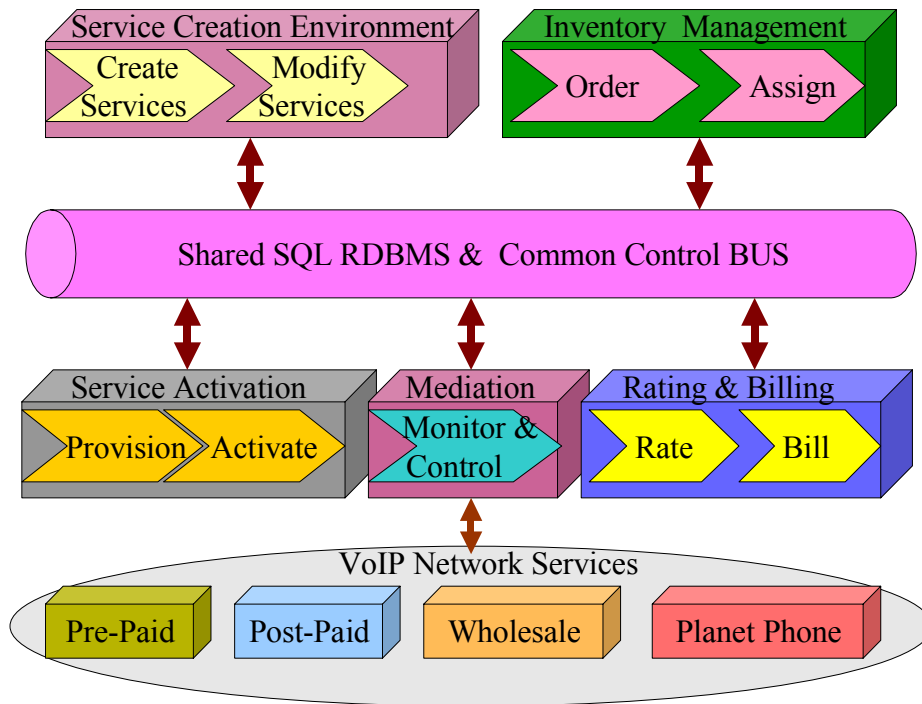 Service Creation Environment
Create
Services
Modify
Services
Inventory Management
Order
Assign
Shared SQL RDBMS & Common Control BUS
Service Activation
Provision
Activate
Mediation
Monitor &
Control
Rating & Billing
Rate
Bill
VoIP Network Services
Pre-Paid
Post-Paid
Wholesale
Planet Phone